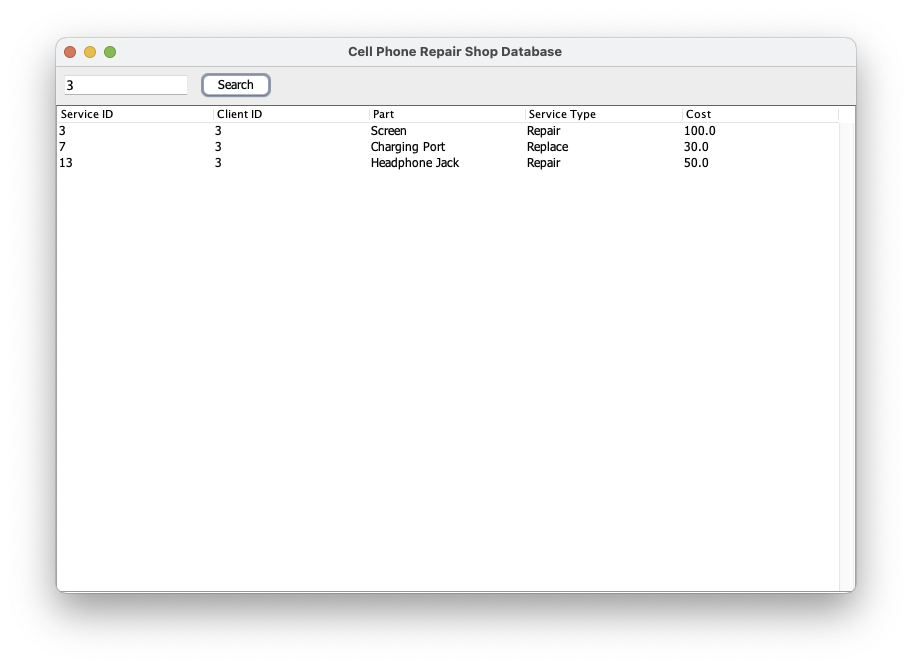 Cell Phone Repair Shop Database
3 Search
Service ID Client ID Part Service Type Cost
3 3 Screen Repair 100.0
7 3 Charging Port Replace 30.0
13 3 Headphone Jack Repair 50.0